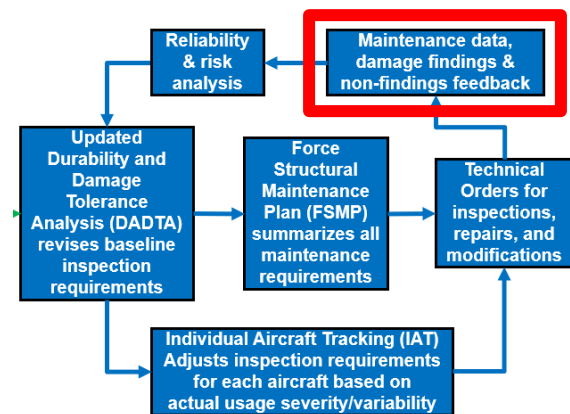 Reliability
& risk
analysis
Maintenance data,
damage findings &
non-findings feedback
Updated
Durability and
Damage
Tolerance
Analysis (DADTA)
revises baseline
inspection
requirements
Force
Structural
Maintenance
Plan (FSMP)
summarizes all
maintenance
requirements
Technical
Orders for
inspections,
repairs, and
modifications
Individual Aircraft Tracking (IAT)
Adjusts inspection requirements
for each aircraft based on
actual usage severity/variability